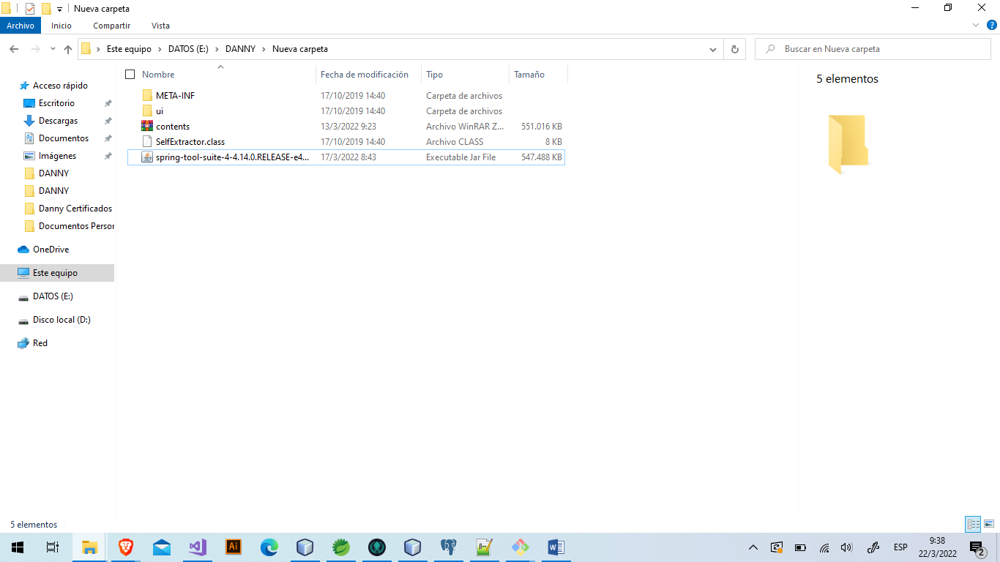 Nueva carpeta
Archivo Inicio Compartir Vista
Este equipo > DATOS (E:) > DANNY > Nueva carpeta
Buscar en Nueva carpeta
Nombre Fecha de modificación Tipo Tamaño
META-INF 17/10/2019 14:40 Carpeta de archivos
ui 17/10/2019 14:40 Carpeta de archivos
contents 13/3/2022 9:23 Archivo WinRAR Z... 551.016 KB
SelfExtractor.class 17/10/2019 14:40 Archivo CLASS 8 KB
spring-tool-suite-4-4.14.0.RELEASE-e4... 17/3/2022 8:43 Executable Jar File 547.488 KB
Acceso rápido
Escritorio
Descargas
Documentos
Imágenes
DANNY
DANNY
Danny Certificados
Documentos Persor
OneDrive
Este equipo
DATOS (E:)
Disco local (D:)
Red
5 elementos
5 elementos
Ai
ESP
9:38
22/3/2022
2